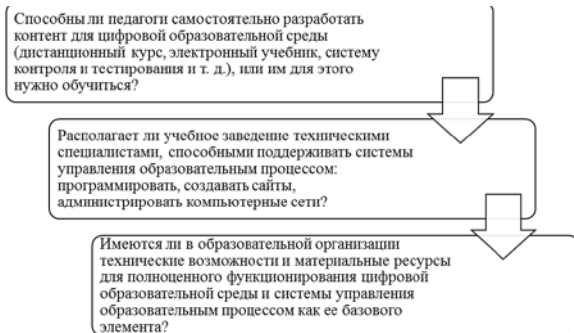 Способны ли педагоги самостоятельно разработать
контент для цифровой образовательной среды
(дистанционный курс, электронный учебник, систему
контроля и тестирования и т. д.), или им для этого
нужно обучиться?
Располагает ли учебное заведение техническими
специалистами, способными поддерживать системы
управления образовательным процессом:
программировать, создавать сайты,
администрировать компьютерные сети?
Имеются ли в образовательной организации
технические возможности и материальные ресурсы
для полноценного функционирования цифровой
образовательной среды и системы управления
образовательным процессом как ее базового
элемента?